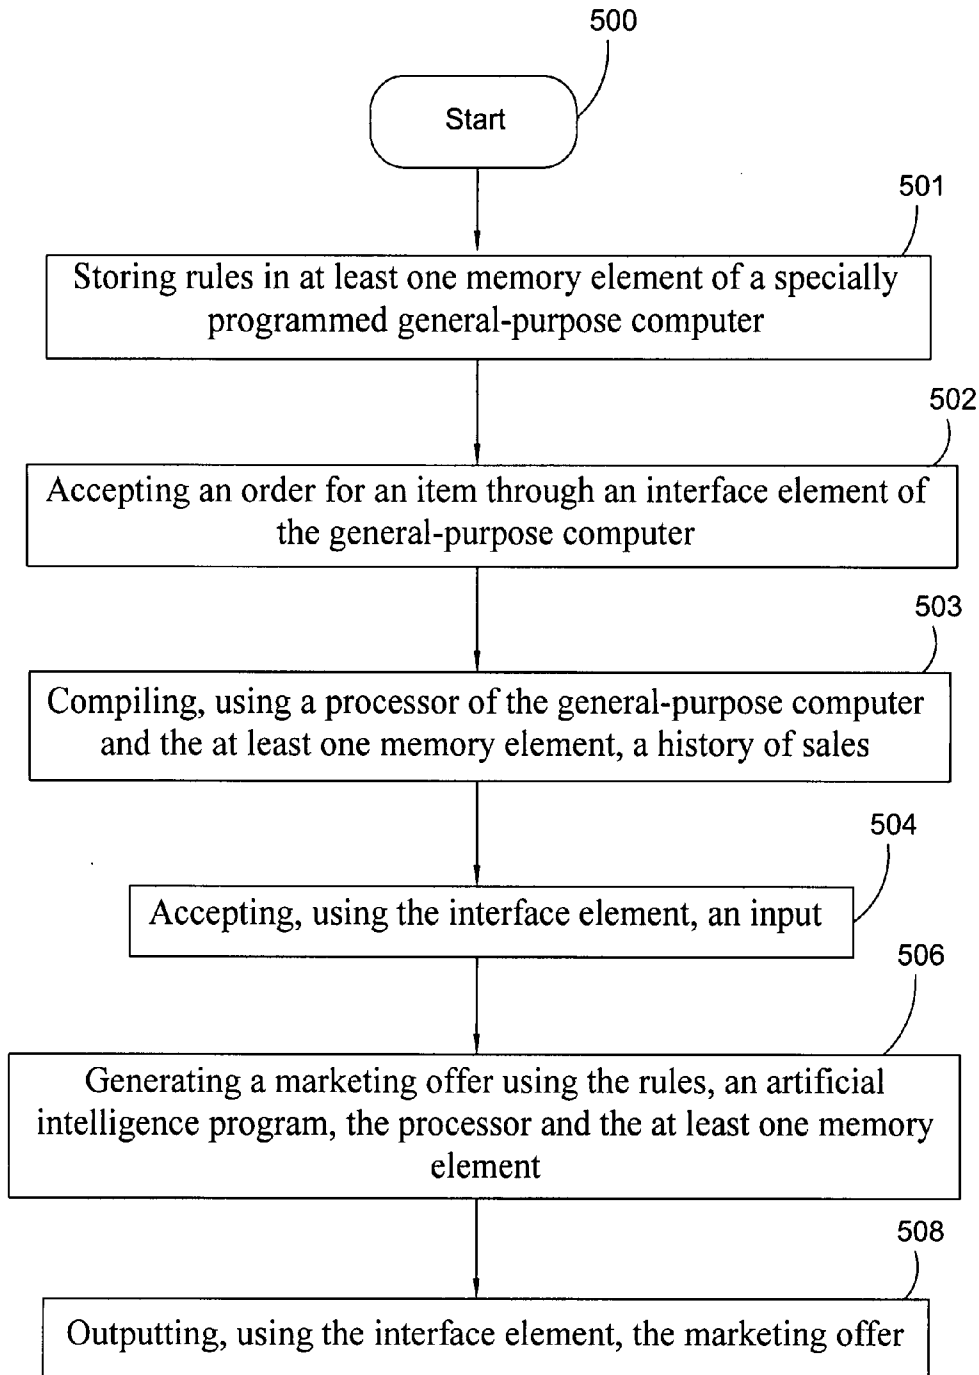 500
Start
501
Storing rules in at least one memory element of a specially
programmed general-purpose computer
502
Accepting an order for an item through an interface element of
the general-purpose computer
503
Compiling, using a processor of the general-purpose computer
and the at least one memory element, a history of sales
504
Accepting, using the interface element, an input
506
Generating a marketing offer using the rules, an artificial
intelligence program, the processor and the at least one memory
element
508
Outputting, using the interface element, the marketing offer